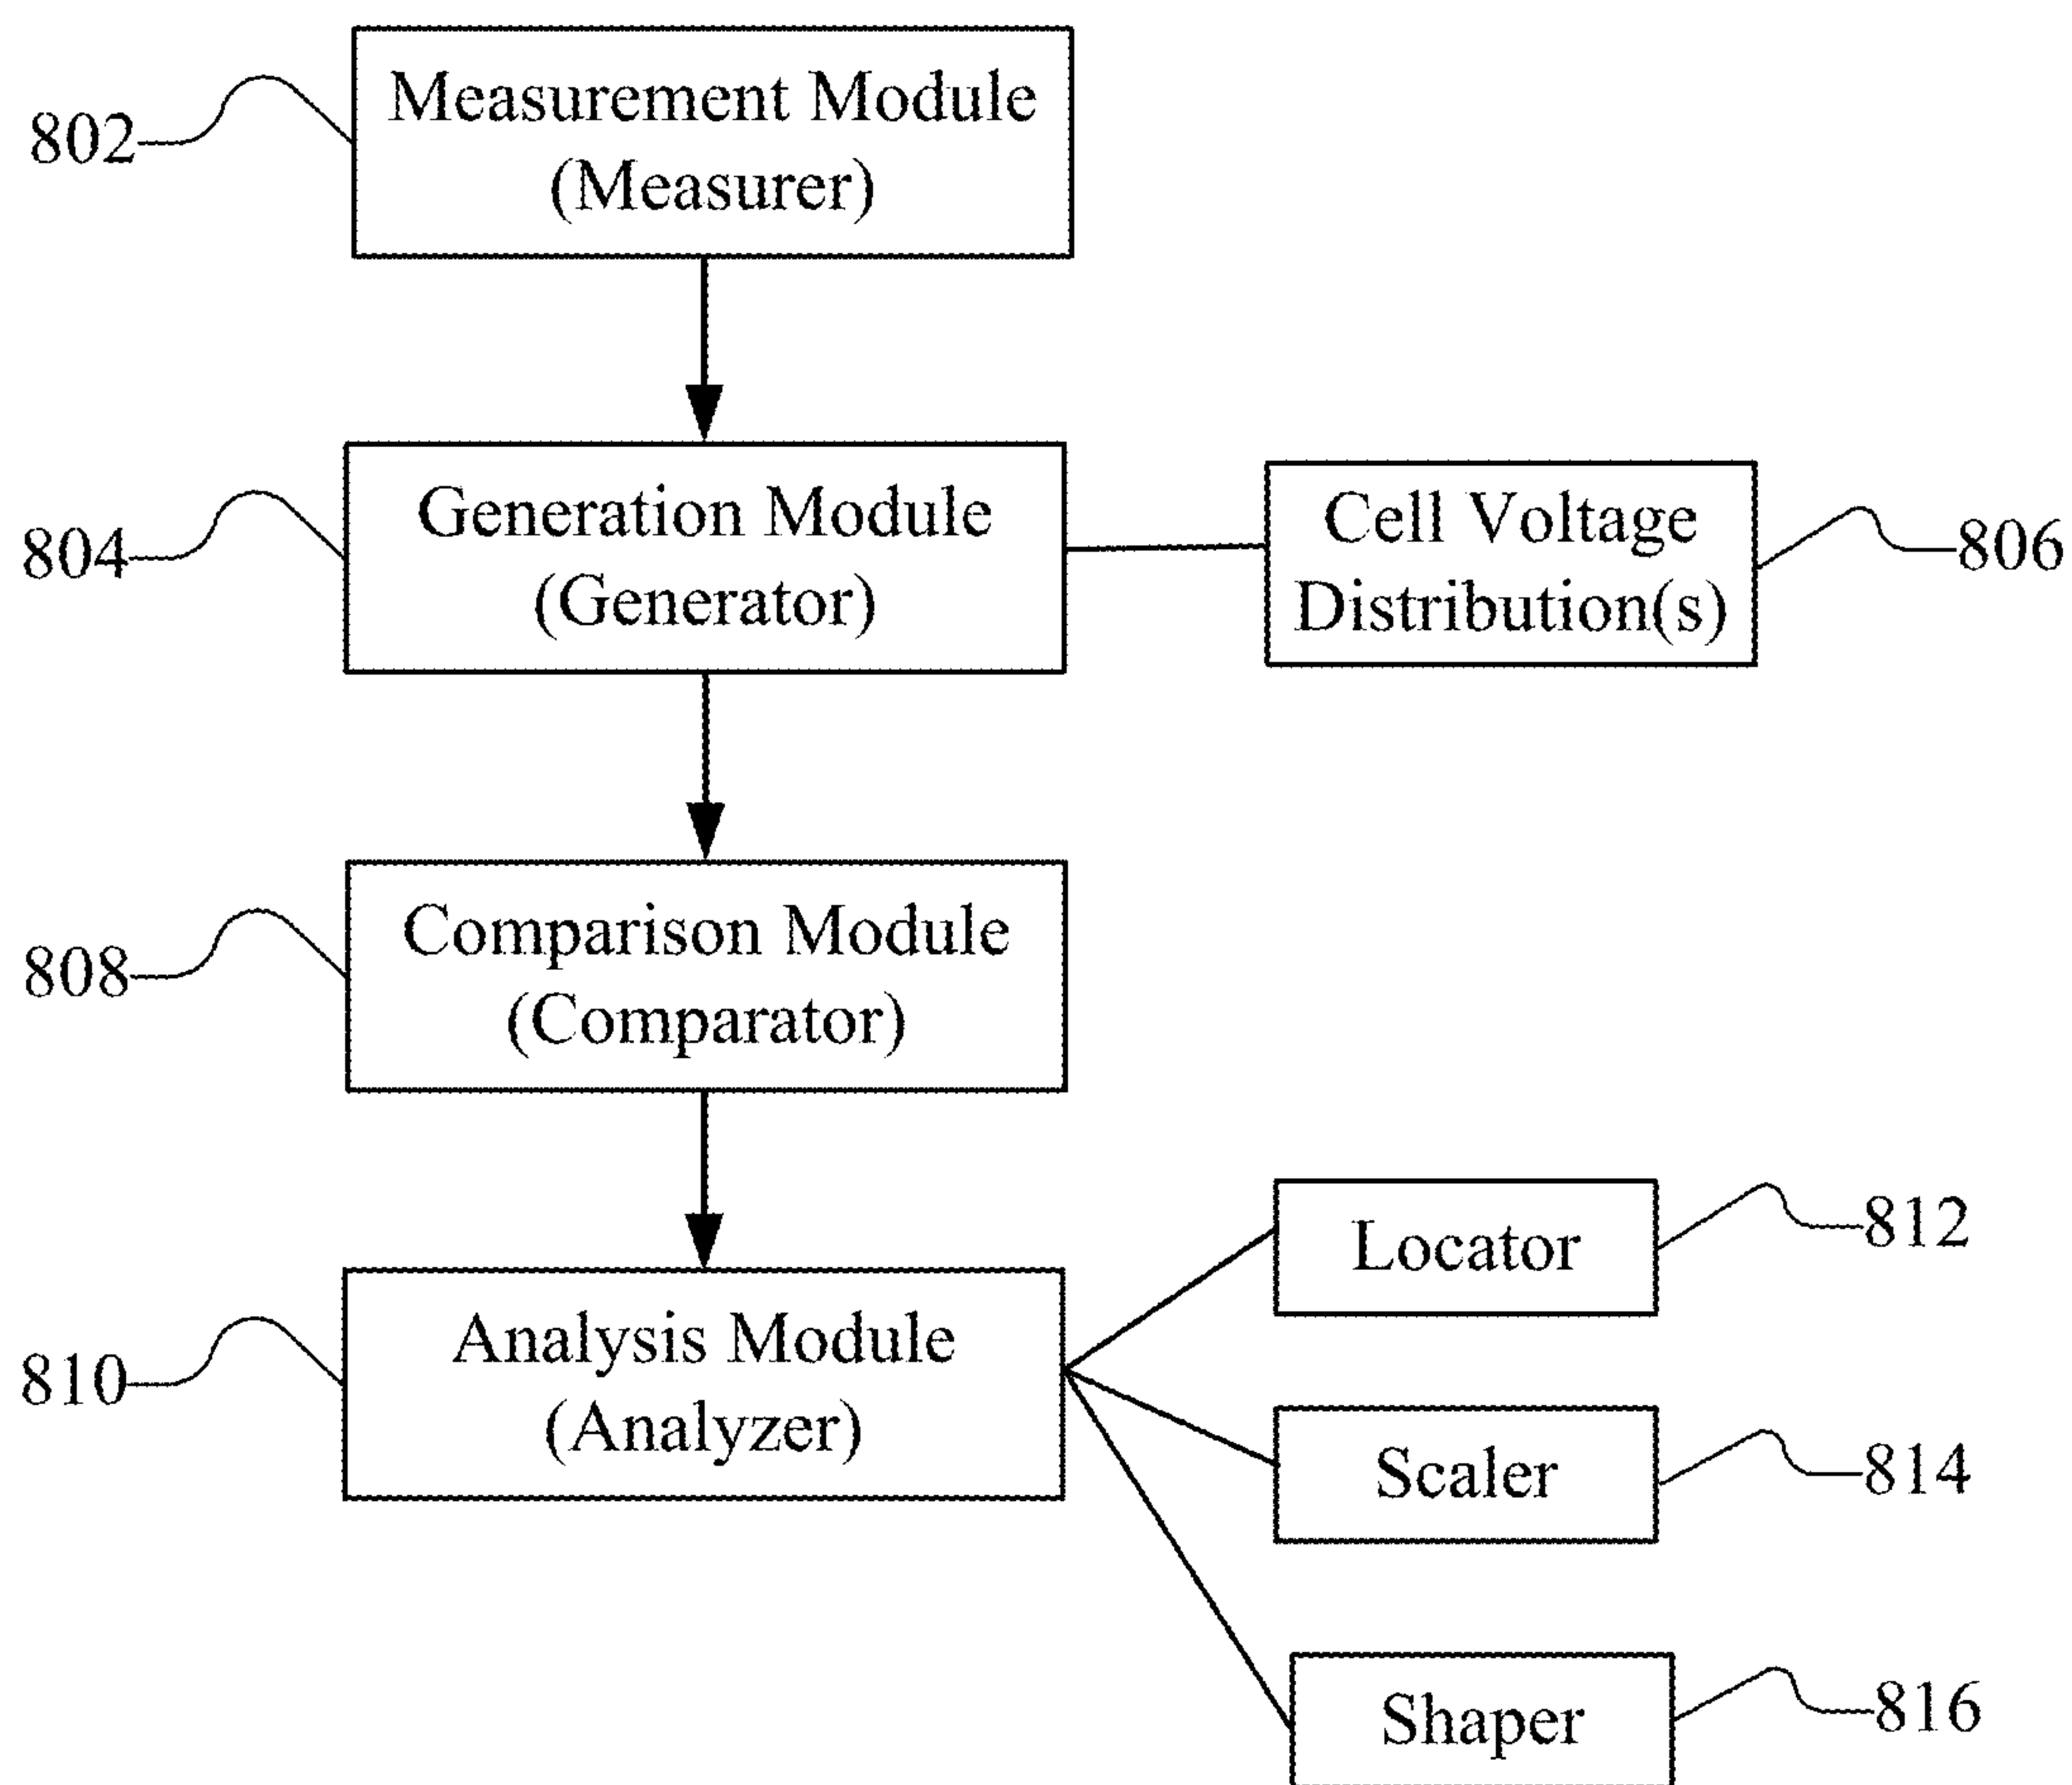 Measurement Module
(Measurer)
802
Generation Module
(Generator)
804
Cell Voltage
Distribution(s)
806
Comparison Module
(Comparator)
808
Analysis Module
(Analyzer)
810
Locator
812
Scaler
814
Shaper
816